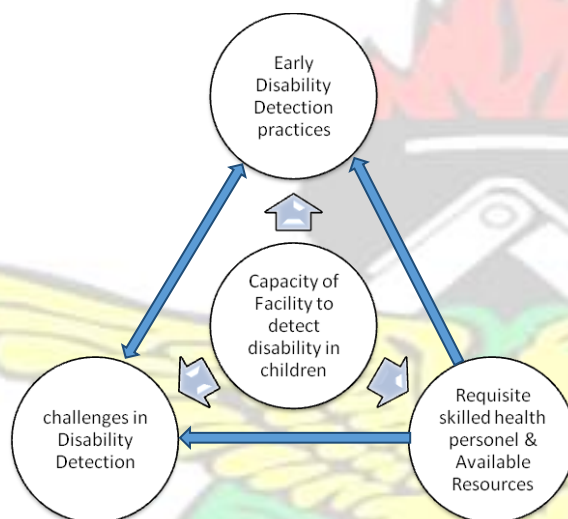 Early
Disability
Detection
practices
Capacity of
Facility to
detect
disability in
children
challenges in
Disability
Detection
Requisite
skilled health
personel &
Available
Resources